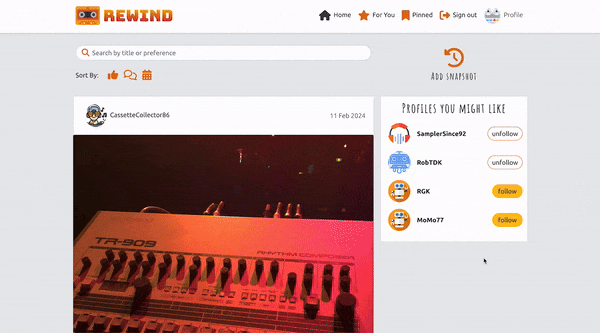 REWIND
Home
For You
Pinned
Sign out
Profile
Search by title or preference
Add snapshot
Sort By:
CassetteCollector86
11 Feb 2024
TR-909
RHYTHM COMPOSER
Profiles you might like
SamplerSince92
unfollow
RobTDK
unfollow
RGK
follow
MoMo77
follow